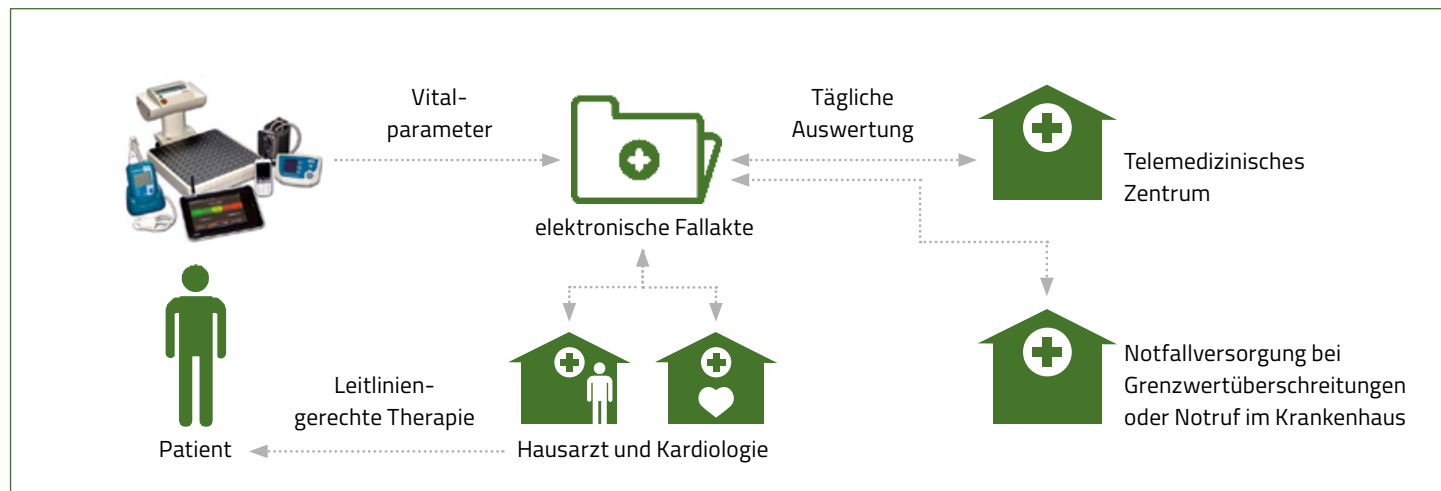 Vital-
parameter
Tägliche
Auswertung
Telemedizinisches
Zentrum
elektronische Fallakte
Notfallversorgung bei
Grenzwertüberschreitungen
oder Notruf im Krankenhaus
Leitlinien-
gerechte Therapie
Patient
Hausarzt und Kardiologie